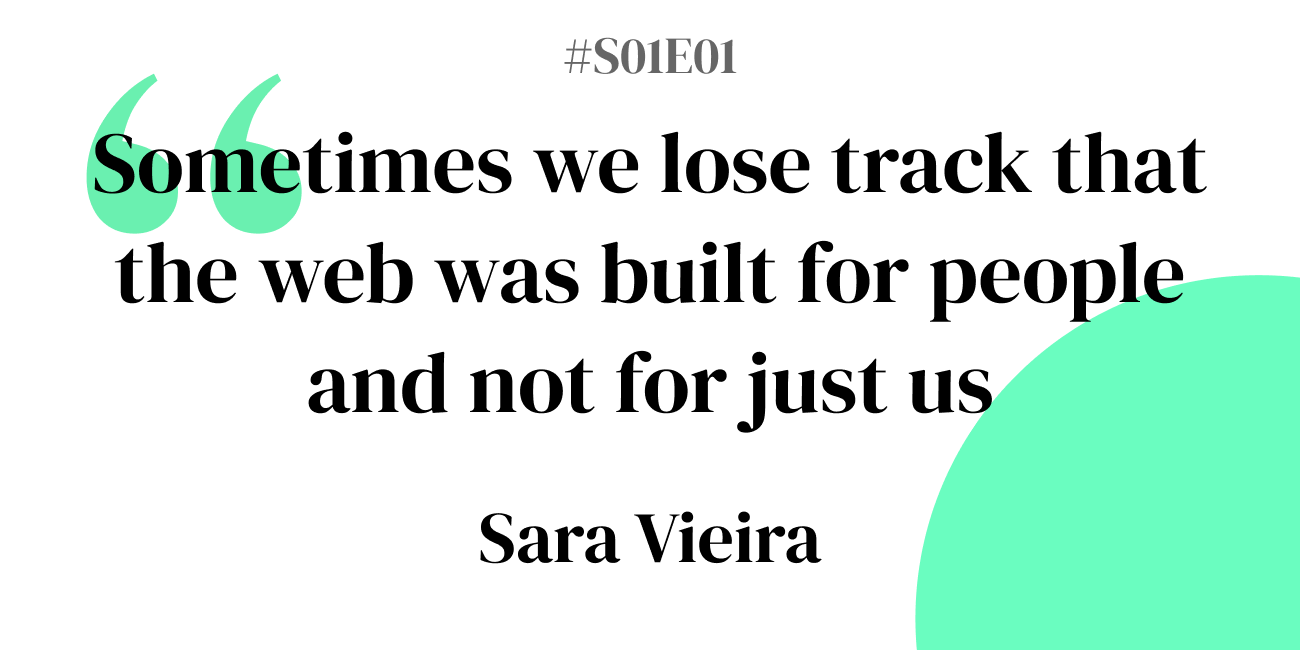 #S01E01
“
Sometimes we lose track that
the web was built for people
and not for just us
Sara Vieira